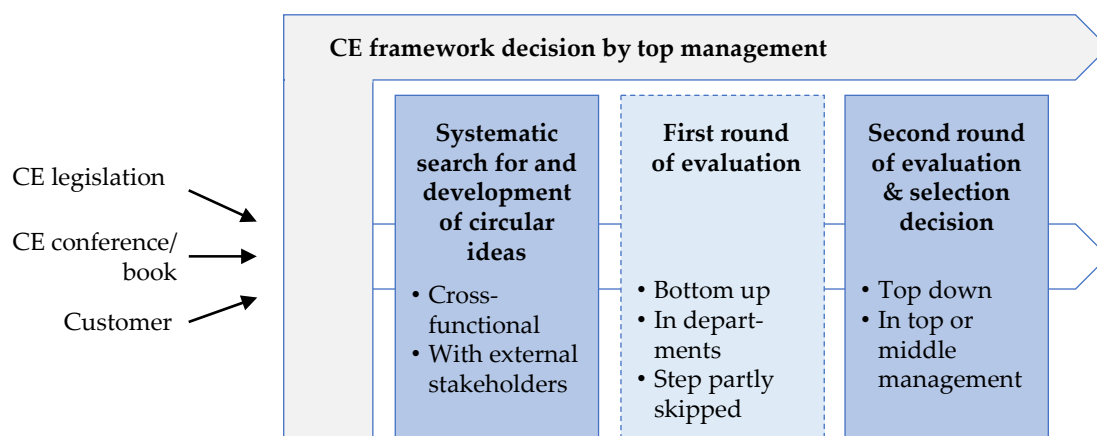 CE framework decision by top management
CE legislation
CE conference/
book
Customer
Systematic
search for and
development
of circular
ideas
• Cross-
functional
• With external
stakeholders
First round
of evaluation
• Bottom up
• In depart-
ments
• Step partly
skipped
Second round
of evaluation
& selection
decision
• Top down
• In top or
middle
management